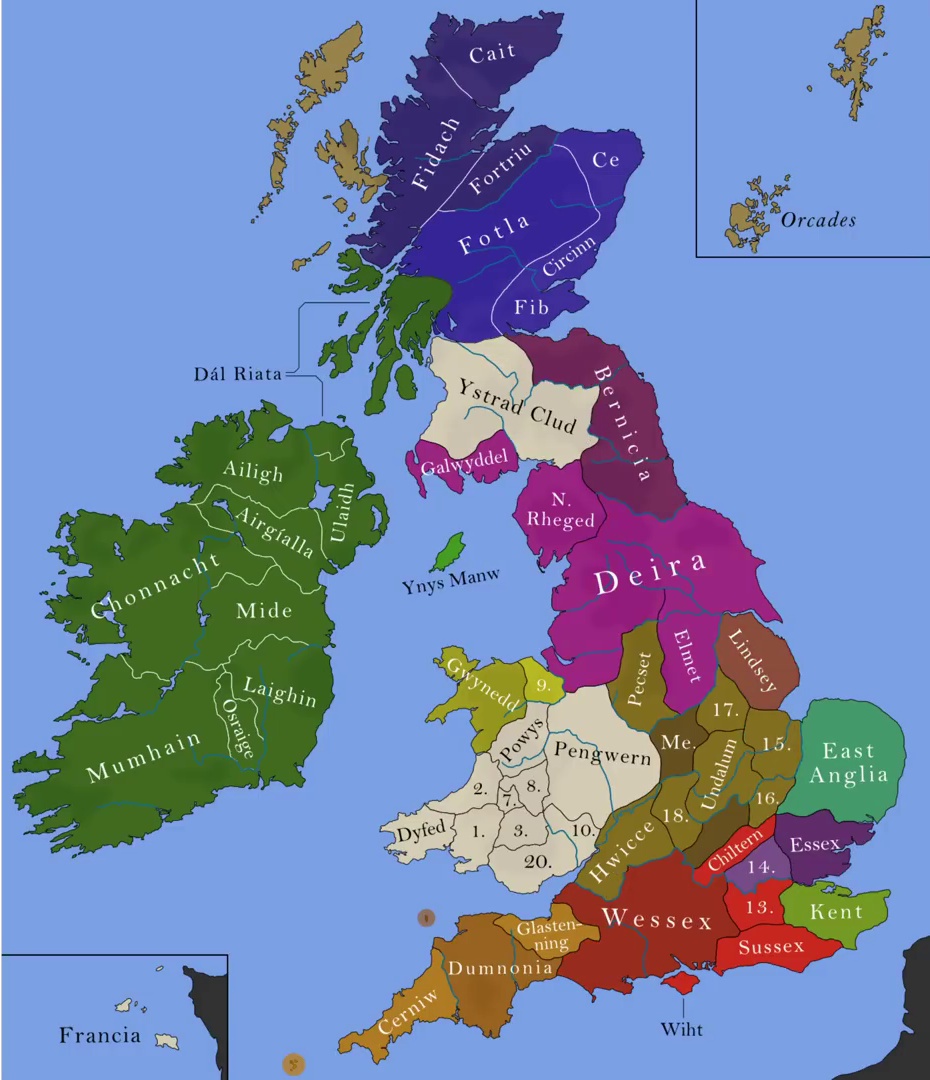 Cait
Fidach
Fortriu
Ce
Fotla
Circinn
Fib
Orcades
Dál Riata
Ystrad Clud
Bernicia
Galwyddel
N.
Rheged
Ailigh
Airgfalla
Ulaidh
Ynys Manw
Chonnacht
Deira
Mide
Elmet
Lindsey
Pecset
Gwynedd
9.
Laighin
Osraige
Mumhain
17.
Powys
Pengwern
Me.
15.
Undalum
East
Anglia
2.
8.
7.
16.
18.
Dyfed
1.
3.
10.
Hwicce
Chiltern
Essex
20.
14.
Wessex
13.
Kent
Glasten-
ning
Sussex
Dumnonia
Cerniw
Wiht
Francia